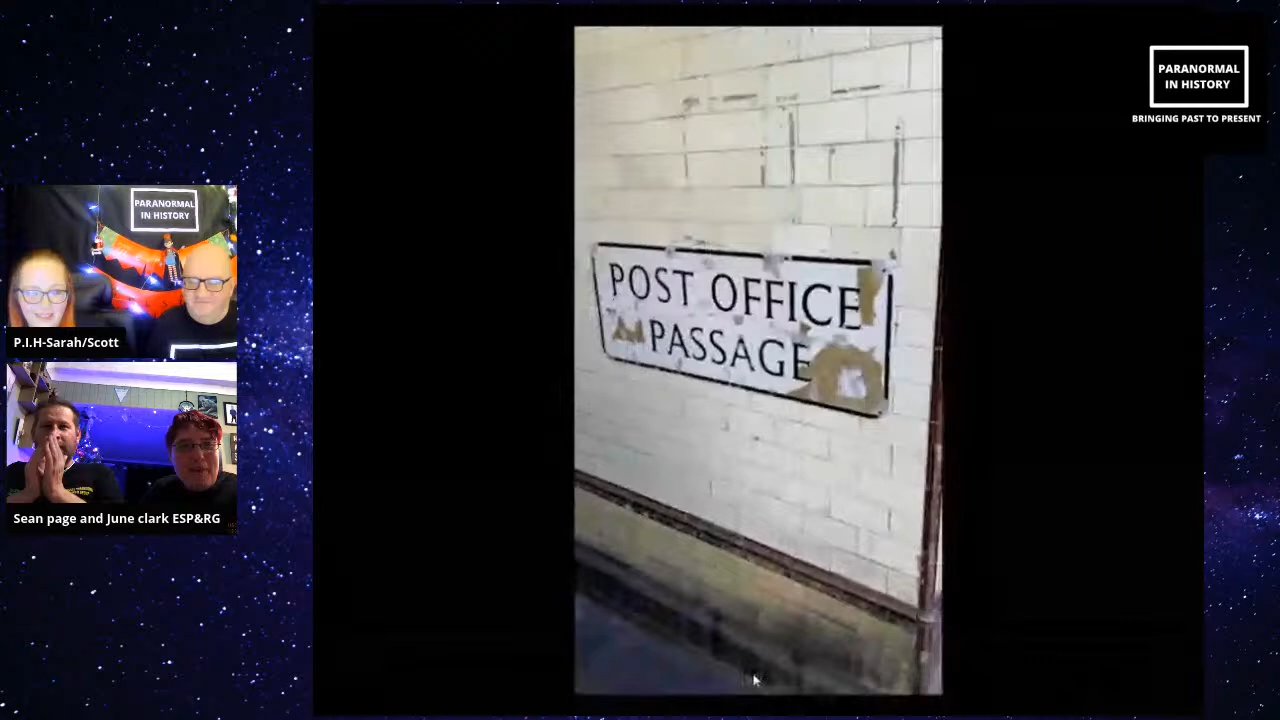 PARANORMAL
IN HISTORY
BRINGING PAST TO PRESENT
PARANORMAL
IN HISTORY
P.I.H-Sarah/Scott
Sean page and June clark ESP&RG
POST OFFICE
PASSAGE